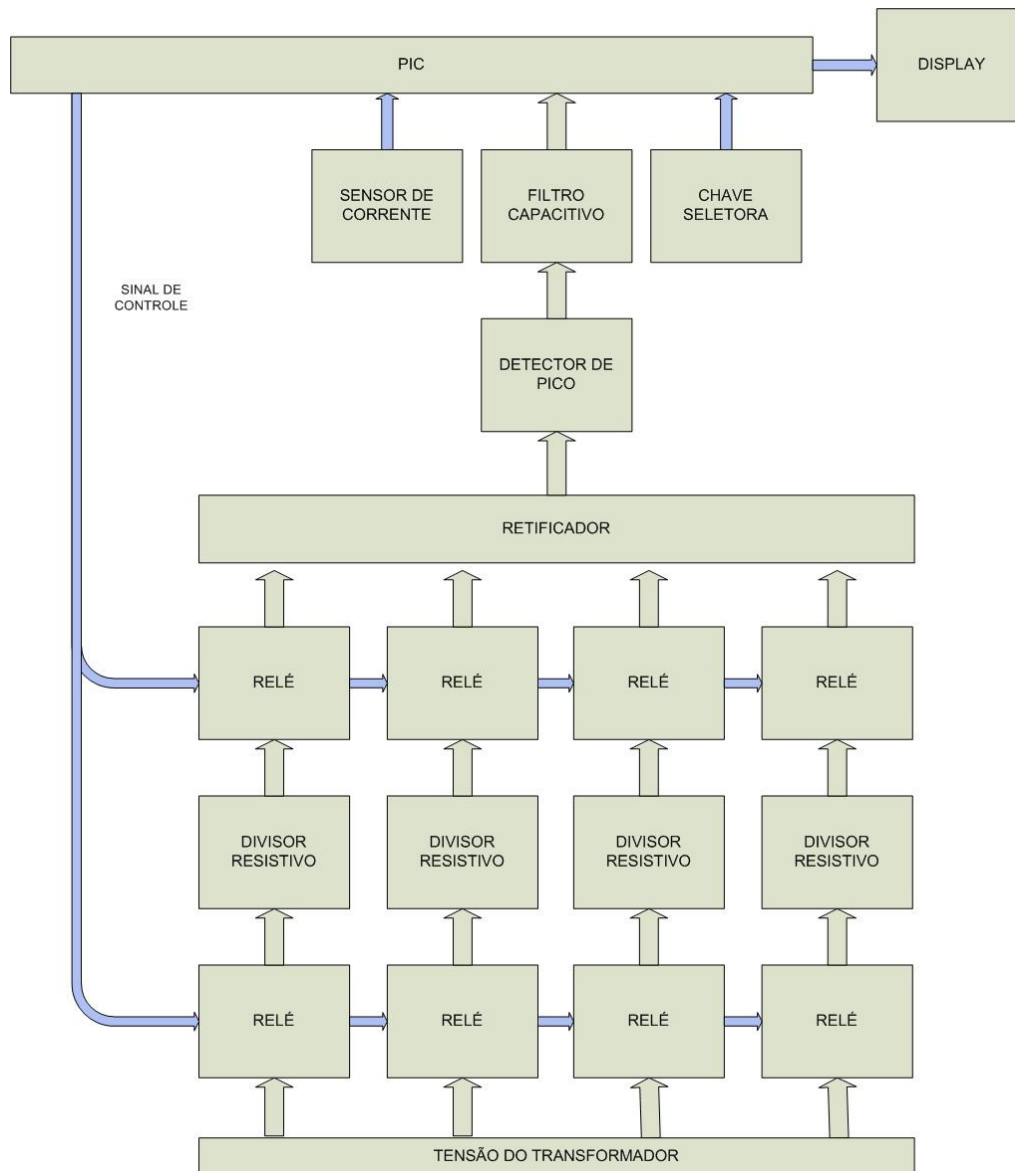 PIC
DISPLAY
SENSOR DE
CORRENTE
FILTRO
CAPACITIVO
CHAVE
SELETORA
SINAL DE
CONTROLE
DETECTOR DE
PICO
RETIFICADOR
RELÉ
RELÉ
RELÉ
RELÉ
DIVISOR
RESISTIVO
DIVISOR
RESISTIVO
DIVISOR
RESISTIVO
DIVISOR
RESISTIVO
RELÉ
RELÉ
RELÉ
RELÉ
TENSÃO DO TRANSFORMADOR